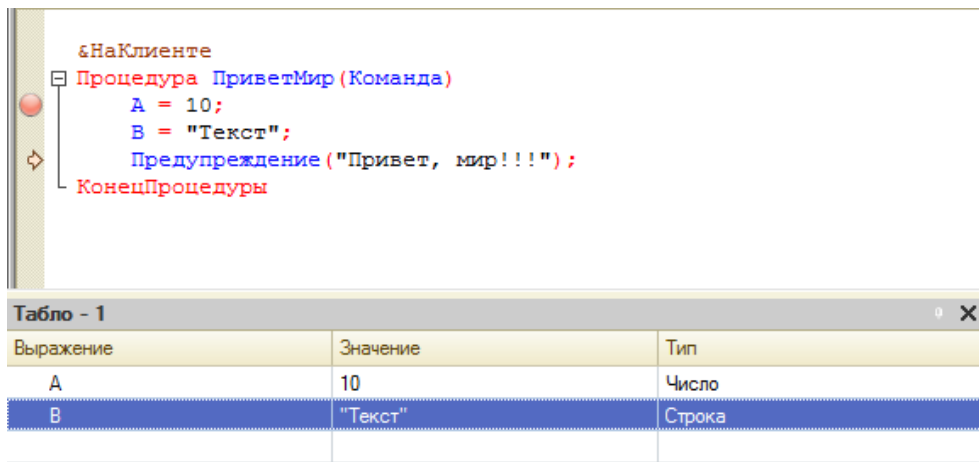 &НаКлиенте
Процедура ПриветМир(Команда)
А = 10;
В = "Текст";
Предупреждение("Привет, мир!!!");
КонецПроцедуры
Табло - 1
Выражение Значение Тип
А 10 Число
В "Текст" Строка